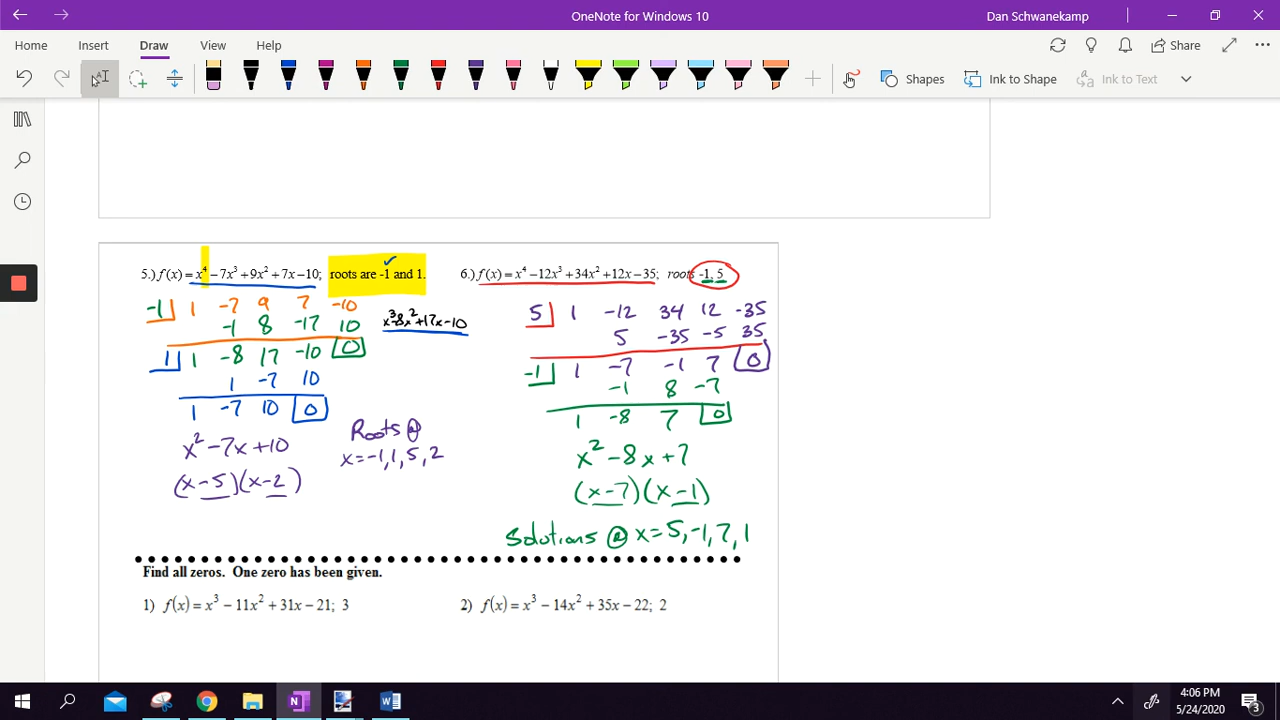 OneNote for Windows 10
Dan Schwanekamp
Home Insert Draw View Help
Share
Shapes
Ink to Shape
Ink to Text
5.) f(x) = x⁴ − 7x³ + 9x² + 7x − 10; roots are -1 and 1.
-1 1 -7 9 7 -10
-1 8 -17 10
1 1 -8 17 -10 0
1 -7 10
1 -7 10 0
x³-8x²+17x-10
x² - 7x + 10
(x-5)(x-2)
Roots @
x = -1, 1, 5, 2
6.) f(x) = x⁴ − 12x³ + 34x² + 12x − 35; roots -1, 5
5 1 -12 34 12 -35
5 -35 -5 35
-1 1 -7 -1 7 0
-1 8 -7
1 -8 7 0
x² - 8x + 7
(x-7)(x-1)
Solutions @ x = 5, -1, 7, 1
Find all zeros. One zero has been given.
1) f(x) = x³ − 11x² + 31x − 21; 3
2) f(x) = x³ − 14x² + 35x − 22; 2
4:06 PM
5/24/2020
3